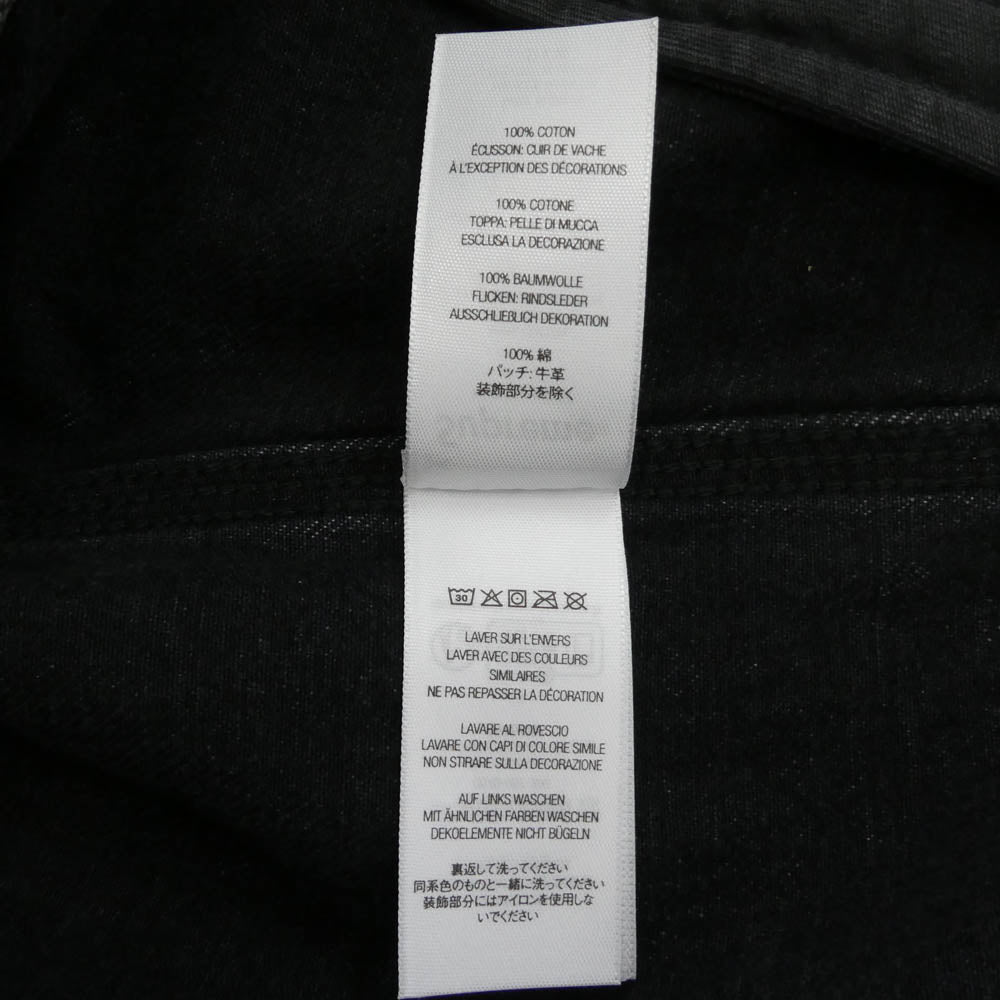 100% COTON
ÉCUSSON: CUIR DE VACHE
À L'EXCEPTION DES DÉCORATIONS
100% COTONE
TOPPA: PELLE DI MUCCA
ESCLUSA LA DECORAZIONE
100% BAUMWOLLE
FLICKEN: RINDSLEDER
AUSSCHLIEBLICH DEKORATION
100% 綿
パッチ: 牛革
装飾部分を除く
Supreme
30
LAVER SUR L'ENVERS
LAVER AVEC DES COULEURS
SIMILAIRES
NE PAS REPASSER LA DÉCORATION
LAVARE AL ROVESCIO
LAVARE CON CAPI DI COLORE SIMILE
NON STIRARE SULLA DECORAZIONE
AUF LINKS WASCHEN
MIT ÄHNLICHEN FARBEN WASCHEN
DEKOELEMENTE NICHT BÜGELN
裏返して洗ってください
同系色のものと一緒に洗ってください
装飾部分にはアイロンを使用しな
いでください